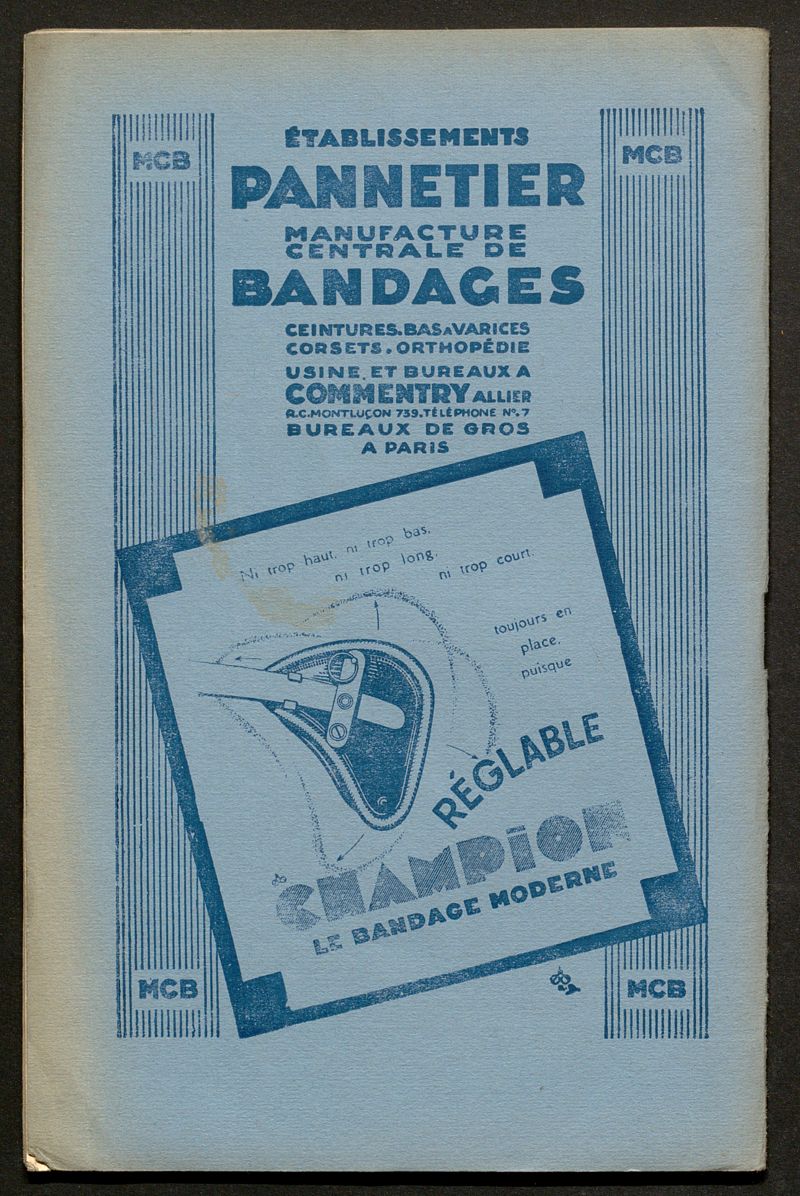 MCB
MCB
ÉTABLISSEMENTS
PANNETIER
MANUFACTURE
CENTRALE DE
BANDAGES
CEINTURES.BAS A VARICES
CORSETS.ORTHOPÉDIE
USINE.ET BUREAUX A
COMMENTRY ALLIER
R.C.MONTLUÇON 739.TÉLÉPHONE Nº.7
BUREAUX DE GROS
A PARIS
Ni trop haut, ni trop bas,
ni trop long,
ni trop court,
toujours en
place,
puisque
RÉGLABLE
CHAMPION
LE BANDAGE MODERNE
MCB
MCB